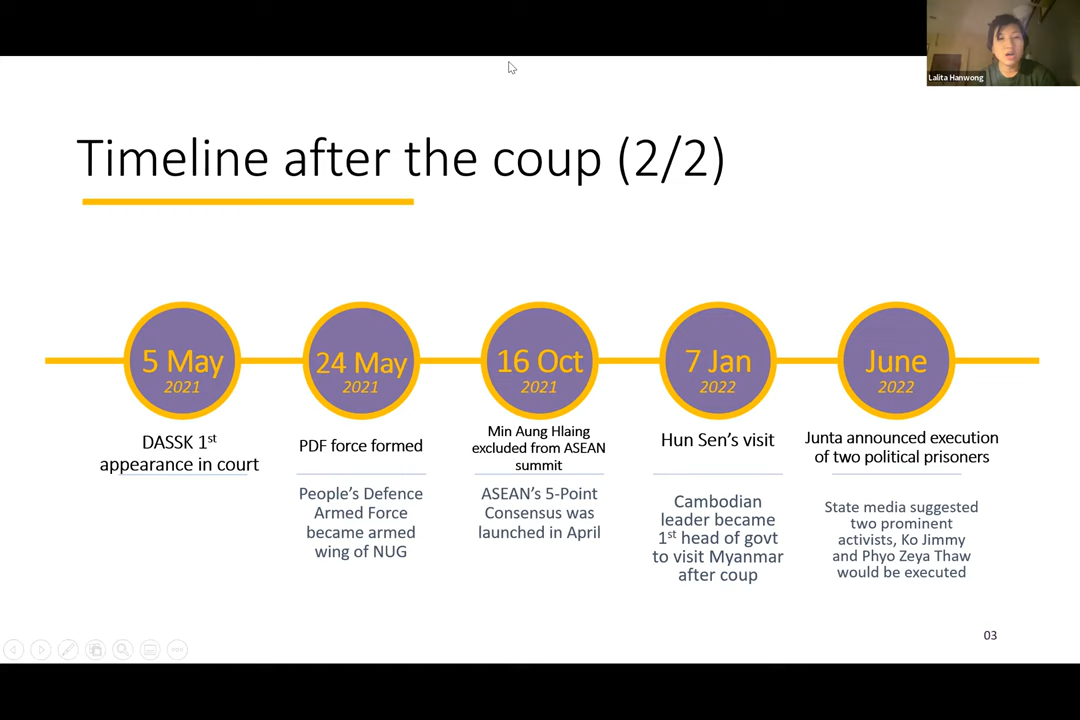 Lalita Hanwong
Timeline after the coup (2/2)
5 May
2021
DASSK 1st
appearance in court
24 May
2021
PDF force formed
People's Defence
Armed Force
became armed
wing of NUG
16 Oct
2021
Min Aung Hlaing
excluded from ASEAN
summit
ASEAN's 5-Point
Consensus was
launched in April
7 Jan
2022
Hun Sen's visit
Cambodian
leader became
1st head of govt
to visit Myanmar
after coup
June
2022
Junta announced execution
of two political prisoners
State media suggested
two prominent
activists, Ko Jimmy
and Phyo Zeya Thaw
would be executed
03